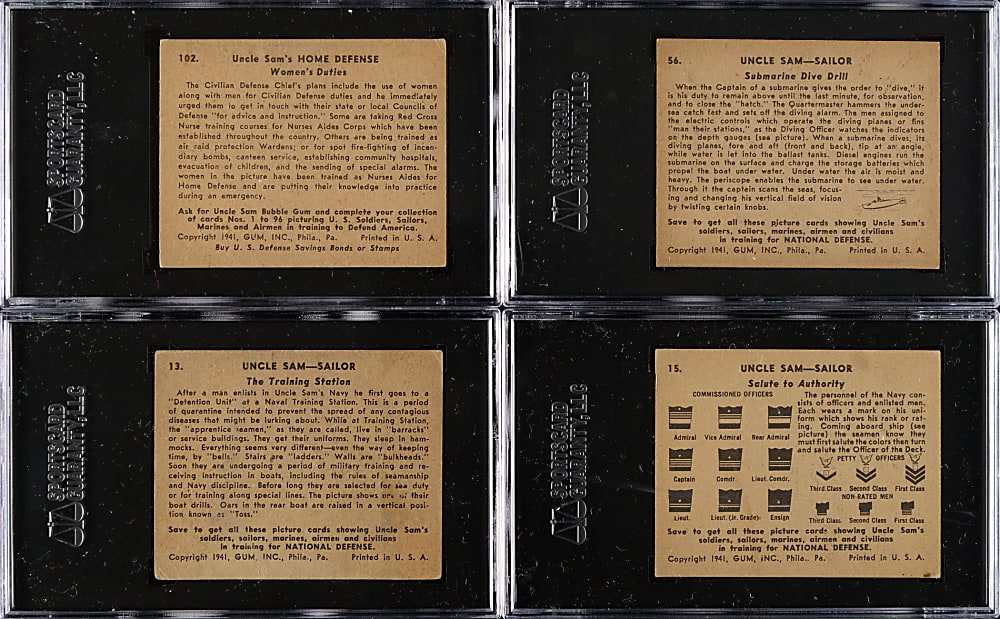 SPORTSCARD
GUARANTY, LLC
102. Uncle Sam's HOME DEFENSE
Women's Duties
The Civilian Defense Chief's plans include the use of women
along with men for Civilian Defense duties and he immediately
urged them to get in touch with their state or local Councils of
Defense "for advice and instruction." Some are taking Red Cross
Nurse training courses for Nurses Aides Corps which have been
established throughout the country. Others are being trained as
air raid protection Wardens; or for spot fire-fighting of incen-
diary bombs, canteen service, establishing community hospitals,
evacuation of children, and the sending of special alarms. The
women in the picture have been trained as Nurses Aides for
Home Defense and are putting their knowledge into practice
during an emergency.
Ask for Uncle Sam Bubble Gum and complete your collection
of cards Nos. 1 to 96 picturing U. S. Soldiers, Sailors,
Marines and Airmen in training to Defend America.
Copyright 1941, GUM, INC., Phila., Pa. Printed in U. S. A.
Buy U. S. Defense Savings Bonds or Stamps
SPORTSCARD
GUARANTY, LLC
56. UNCLE SAM—SAILOR
Submarine Dive Drill
When the Captain of a submarine gives the order to "dive," it
is his duty to remain above until the last minute, for observation,
and to close the "hatch." The Quartermaster hammers the under-
sea catch fast and sets off the diving alarm. The men assigned to
the electric controls which operate the diving planes or fins
"man their stations," as the Diving Officer watches the indicators
on the depth gauges (see picture). When a submarine dives, its
diving planes, fore and aft (front and back), tip at an angle,
while water is let into the ballast tanks. Diesel engines run the
submarine on the surface and charge the storage batteries which
propel the boat under water. Under water the air is moist and
heavy. The periscope enables the submarine to see under water.
Through it the captain scans the seas, focus-
ing and changing his vertical field of vision
by twisting certain knobs.
Save to get all these picture cards showing Uncle Sam's
soldiers, sailors, marines, airmen and civilians
in training for NATIONAL DEFENSE.
Copyright 1941, GUM, INC., Phila., Pa. Printed in U. S. A.
SPORTSCARD
GUARANTY, LLC
13. UNCLE SAM—SAILOR
The Training Station
After a man enlists in Uncle Sam's Navy he first goes to a
"Detention Unit" at a Naval Training Station. This is a period
of quarantine intended to prevent the spread of any contagious
diseases that might be lurking about. While at Training Station,
the "apprentice seamen," as they are called, live in "barracks"
or service buildings. They get their uniforms. They sleep in ham-
mocks. Everything seems very different—even the way of keeping
time, by "bells." Stairs are "ladders." Walls are "bulkheads."
Soon they are undergoing a period of military training and re-
ceiving instruction in boats, including the rules of seamanship
and Navy discipline. Before long they are selected for sea duty
or for training along special lines. The picture shows one of their
boat drills. Oars in the rear boat are raised in a vertical posi-
tion known as "Toss."
Save to get all these picture cards showing Uncle Sam's
soldiers, sailors, marines, airmen and civilians
in training for NATIONAL DEFENSE.
Copyright 1941, GUM, INC., Phila., Pa. Printed in U. S. A.
SPORTSCARD
GUARANTY, LLC
15. UNCLE SAM—SAILOR
Salute to Authority
COMMISSIONED OFFICERS
The personnel of the Navy con-
sists of officers and enlisted men.
Each wears a mark on his uni-
form which shows his rank or rat-
ing. Coming aboard ship (see
picture) the seamen know they
must first salute the colors then turn
and salute the Officer of the Deck.
Admiral Vice Admiral Rear Admiral
PETTY OFFICERS
Captain Comdr. Lieut. Comdr.
Third Class Second Class First Class
NON-RATED MEN
Lieut. Lieut. (Jr. Grade) Ensign
Third Class Second Class First Class
Save to get all these picture cards showing Uncle Sam's
soldiers, sailors, marines, airmen and civilians
in training for NATIONAL DEFENSE.
Copyright 1941, GUM, INC., Phila., Pa. Printed in U. S. A.